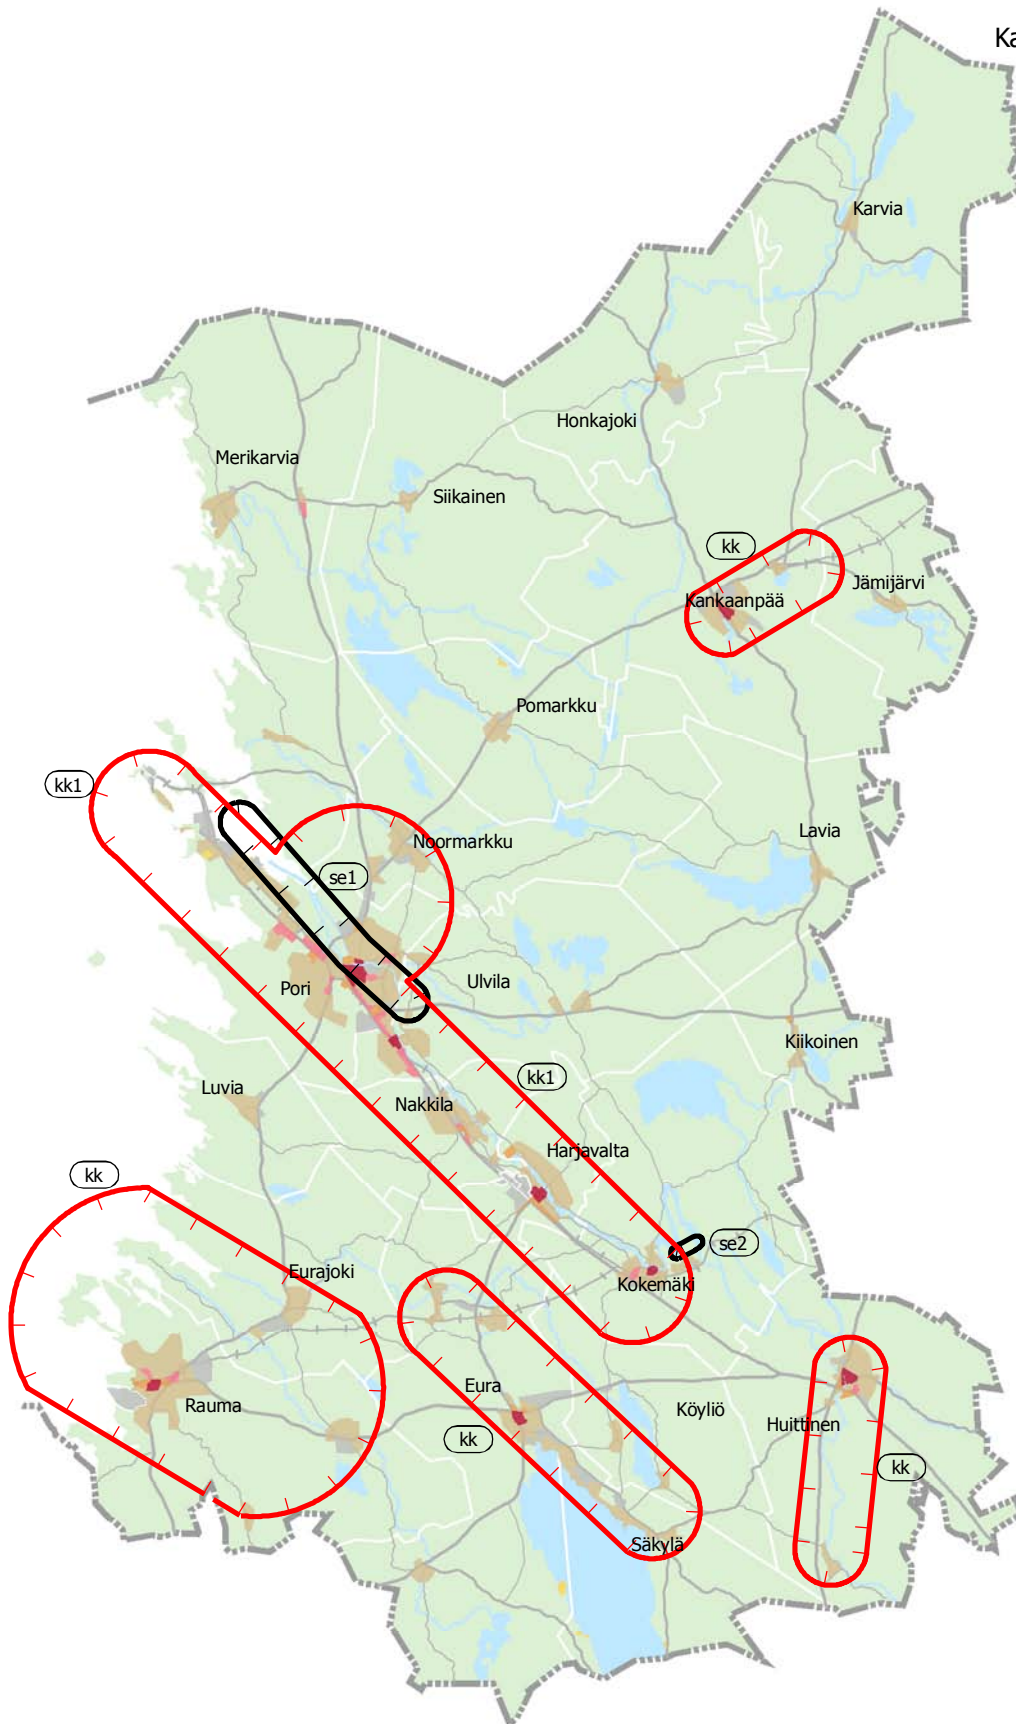 Ka
Karvia
Honkajoki
Merikarvia
Siikainen
kk
Jämijärvi
Kankaanpää
Pomarkku
kk1
Noormarkku
Lavia
se1
Pori
Ulvila
Kiikoinen
Luvia
kk1
Nakkila
Harjavalta
kk
se2
Eurajoki
Kokemäki
Rauma
Eura
Köyliö
Huittinen
kk
kk
Säkylä